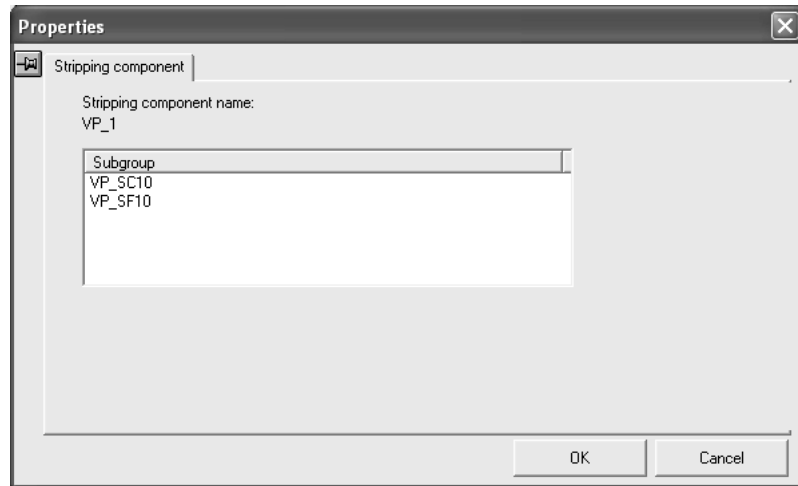 Properties
Stripping component
Stripping component name:
VP_1
Subgroup
VP_SC10
VP_SF10
OK
Cancel